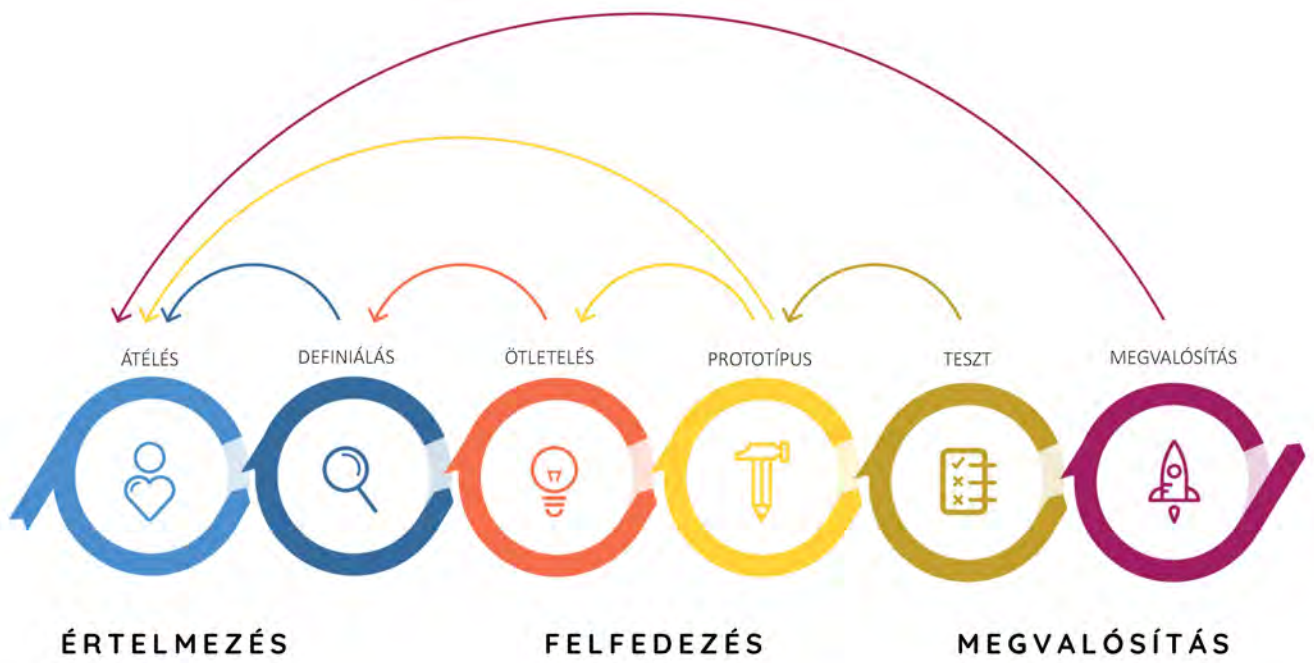 ÁTÉLÉS
DEFINIÁLÁS
ÖTLETELÉS
PROTOTÍPUS
TESZT
MEGVALÓSÍTÁS
ÉRTELMEZÉS
FELFEDEZÉS
MEGVALÓSÍTÁS